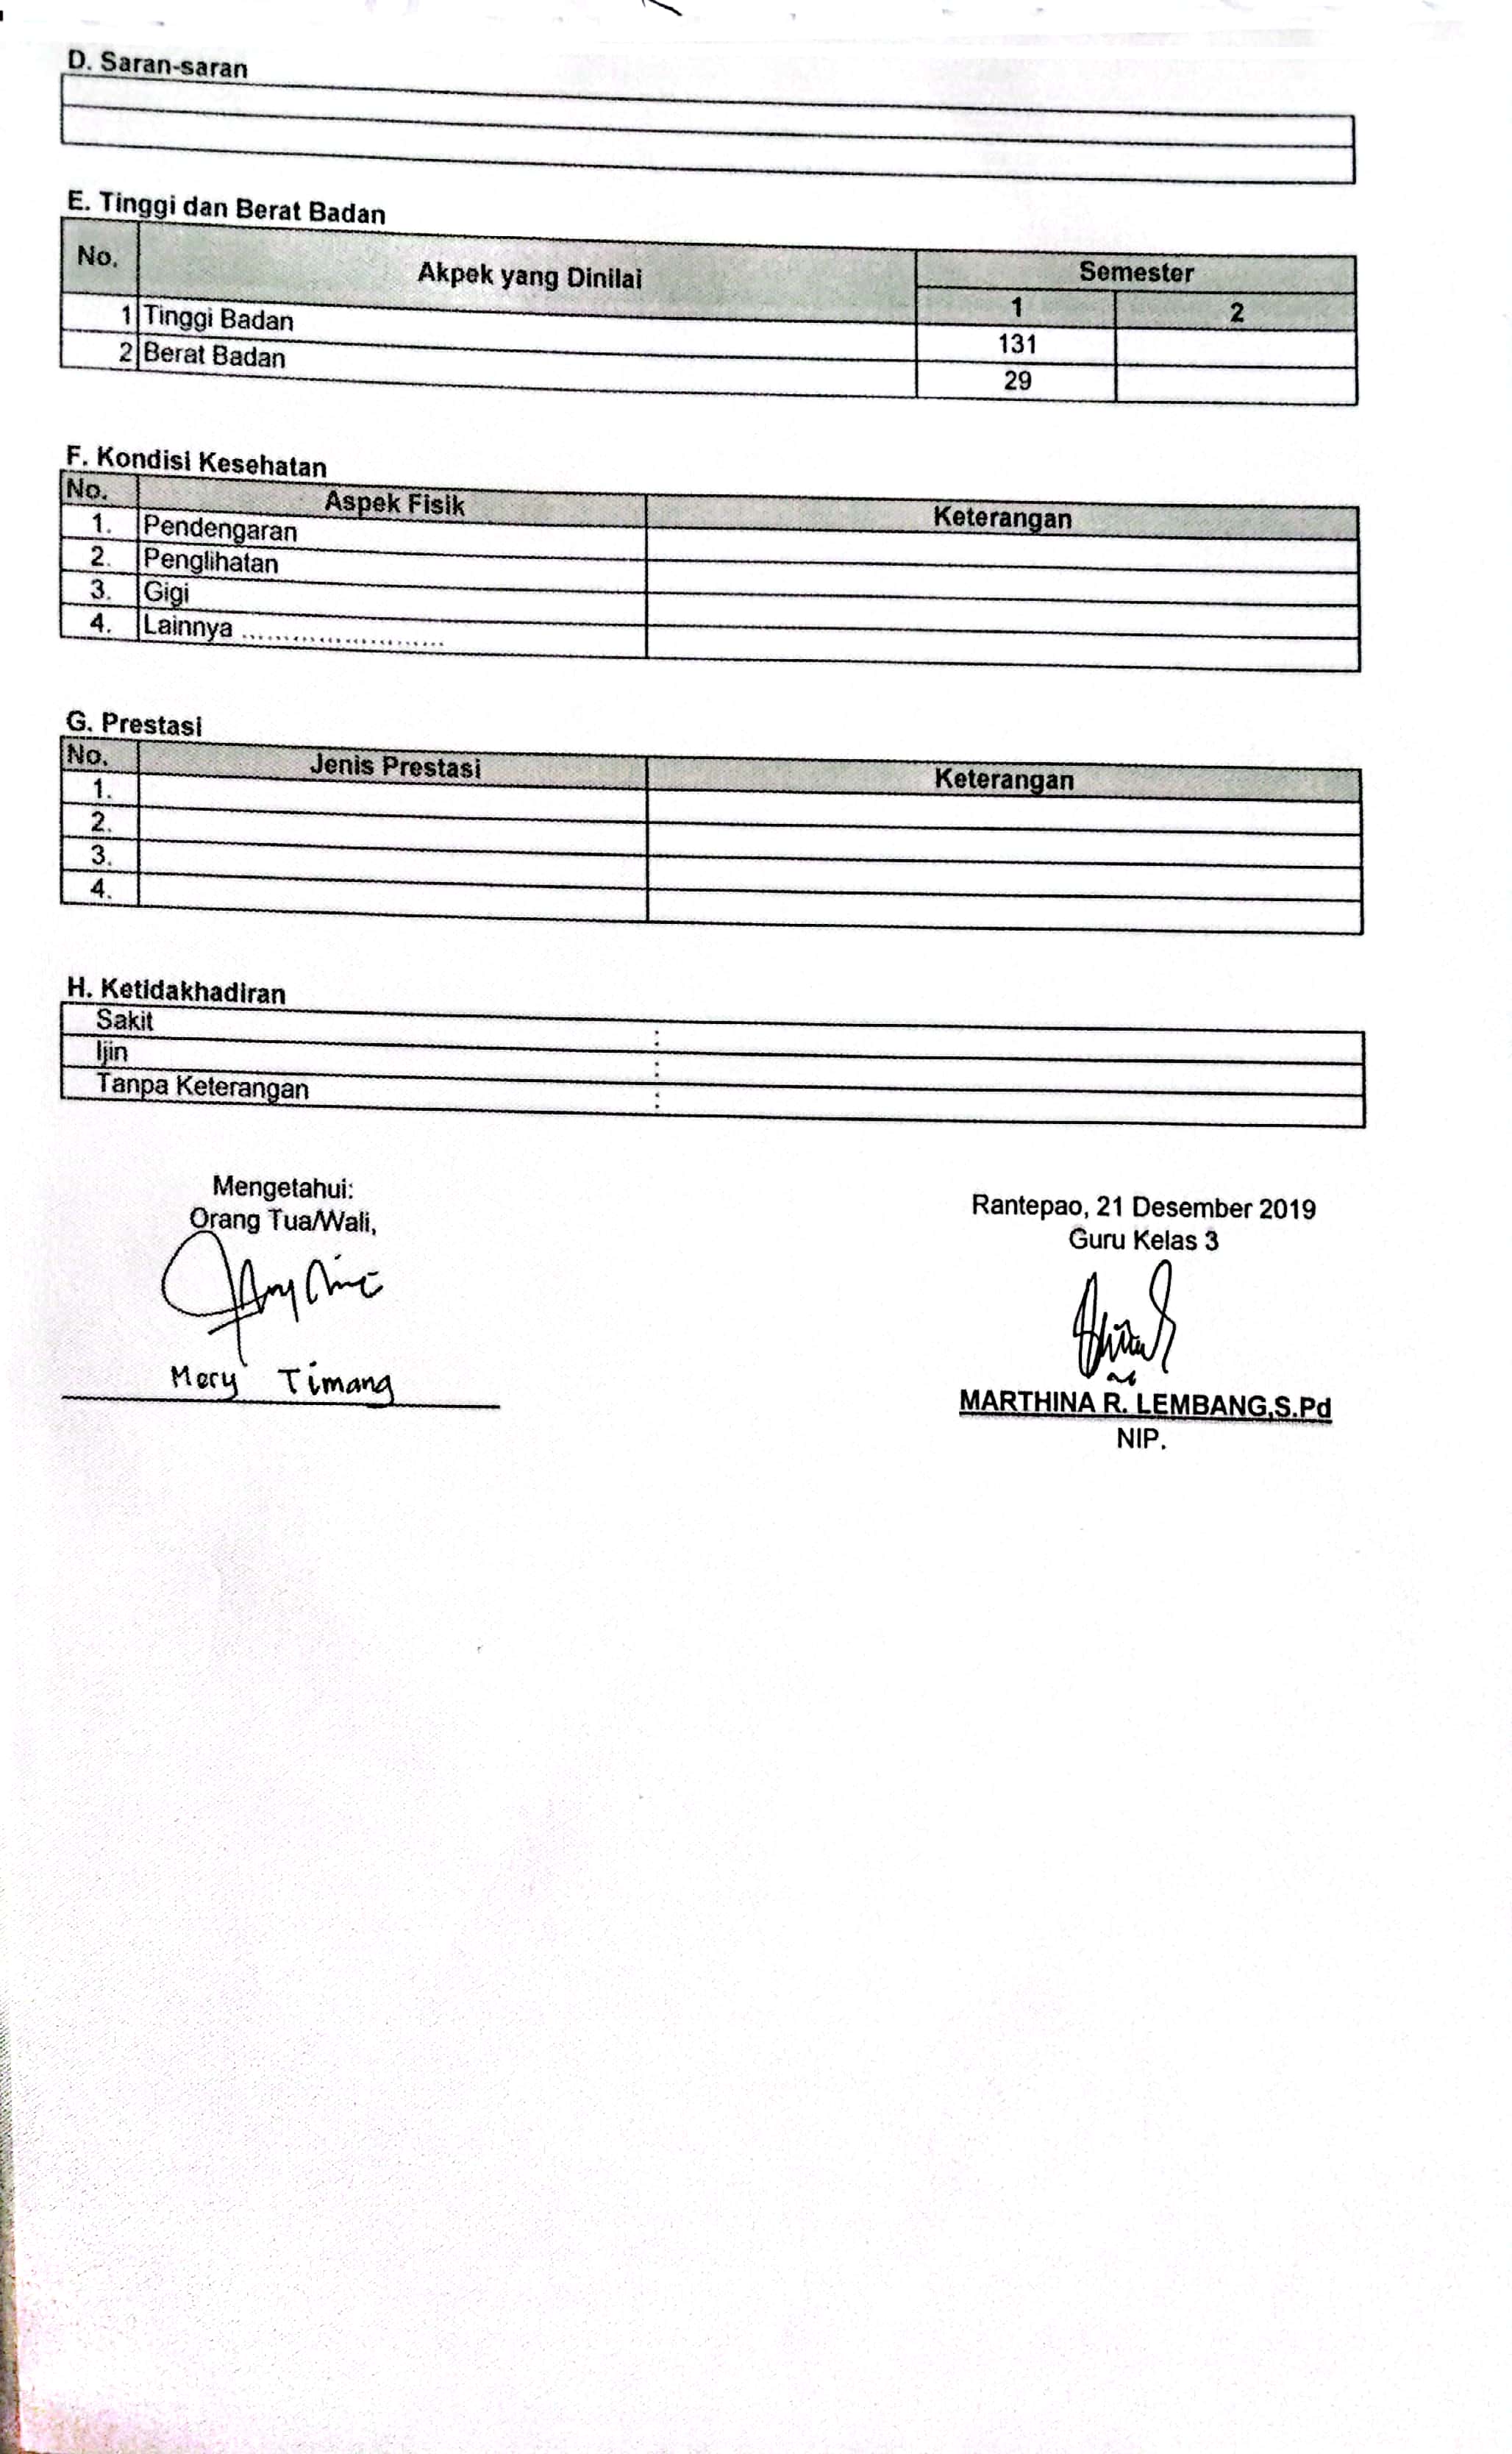 D. Saran-saran
E. Tinggi dan Berat Badan
No. Akpek yang Dinilai Semester
1 2
1 Tinggi Badan 131
2 Berat Badan 29
F. Kondisi Kesehatan
No. Aspek Fisik Keterangan
1. Pendengaran
2. Penglihatan
3. Gigi
4. Lainnya ........................
G. Prestasi
No. Jenis Prestasi Keterangan
1.
2.
3.
4.
H. Ketidakhadiran
Sakit :
Ijin :
Tanpa Keterangan :
Mengetahui:
Orang Tua/Wali,
Mery Timang
Rantepao, 21 Desember 2019
Guru Kelas 3
MARTHINA R. LEMBANG,S.Pd
NIP.